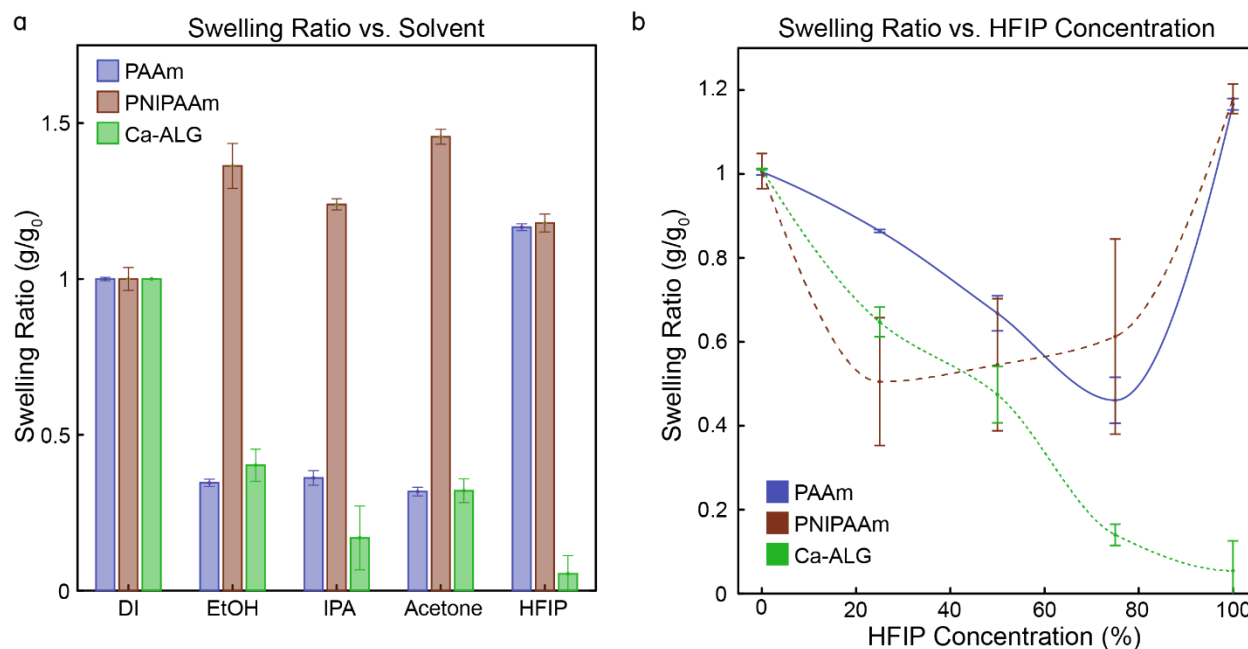 a
Swelling Ratio vs. Solvent
PAAm
PNIPAAm
Ca-ALG
Swelling Ratio (g/g₀)
1.5
1
0.5
0
DI EtOH IPA Acetone HFIP
b
Swelling Ratio vs. HFIP Concentration
Swelling Ratio (g/g₀)
1.2
1
0.8
0.6
0.4
0.2
0
PAAm
PNIPAAm
Ca-ALG
0 20 40 60 80 100
HFIP Concentration (%)